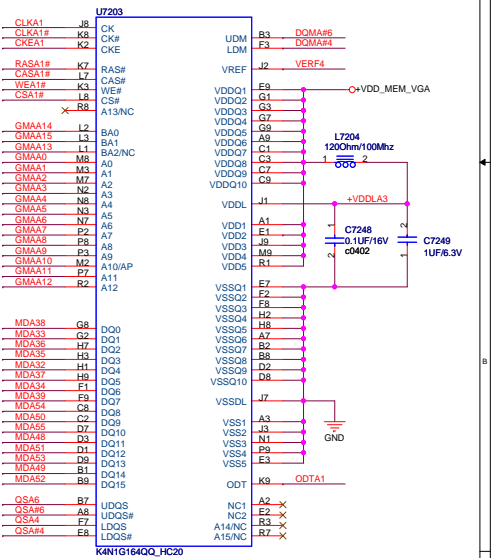 U7203
CLKA1 J8 CK
CLKA1# K8 CK#
CKEA1 K2 CKE
RASA1# K7 RAS#
CASA1# L7 CAS#
WEA1# K3 WE#
CSA1# L8 CS#
R8 A13/NC
GMAA14 L2 BA0
GMAA15 L3 BA1
GMAA13 L1 BA2/NC
GMAA0 M8 A0
GMAA1 M3 A1
GMAA2 M7 A2
GMAA3 N2 A3
GMAA4 N8 A4
GMAA5 N3 A5
GMAA6 N7 A6
GMAA7 P2 A7
GMAA8 P8 A8
GMAA9 P3 A9
GMAA10 M2 A10/AP
GMAA11 P7 A11
GMAA12 R2 A12
MDA38 G8 DQ0
MDA33 G2 DQ1
MDA36 H7 DQ2
MDA35 H3 DQ3
MDA32 H1 DQ4
MDA37 H9 DQ5
MDA34 F1 DQ6
MDA39 F9 DQ7
MDA54 C8 DQ8
MDA50 C2 DQ9
MDA55 D7 DQ10
MDA48 D3 DQ11
MDA51 D1 DQ12
MDA53 D9 DQ13
MDA49 B1 DQ14
MDA52 B9 DQ15
QSA6 B7 UDQS
QSA#6 A8 UDQS#
QSA4 F7 LDQS
QSA#4 E8 LDQS#
UDM B3 DQMA#6
LDM F3 DQMA#4
VREF J2 VERF4
VDDQ1 E9 +VDD_MEM_VGA
VDDQ2 G1
VDDQ3 G3
VDDQ4 G7
VDDQ5 G9
VDDQ6 A9
VDDQ7 C1
VDDQ8 C3
VDDQ9 C7
VDDQ10 C9
L7204
120Ohm/100Mhz
1 2
VDDL J1 +VDDLA3
VDD1 A1
VDD2 E1
VDD3 J9
VDD4 M9
VDD5 R1
1 C7248 2
0.1UF/16V
c0402
1 C7249 2
1UF/6.3V
VSSQ1 E7
VSSQ2 F2
VSSQ3 F8
VSSQ4 H2
VSSQ5 H8
VSSQ6 A7
VSSQ7 B2
VSSQ8 B8
VSSQ9 D2
VSSQ10 D8
VSSDL J7
GND
VSS1 A3
VSS2 J3
VSS3 N1
VSS4 P9
VSS5 E3
ODT K9 ODTA1
NC1 A2
NC2 E2
A14/NC R3
A15/NC R7
K4N1G164QQ_HC20
B